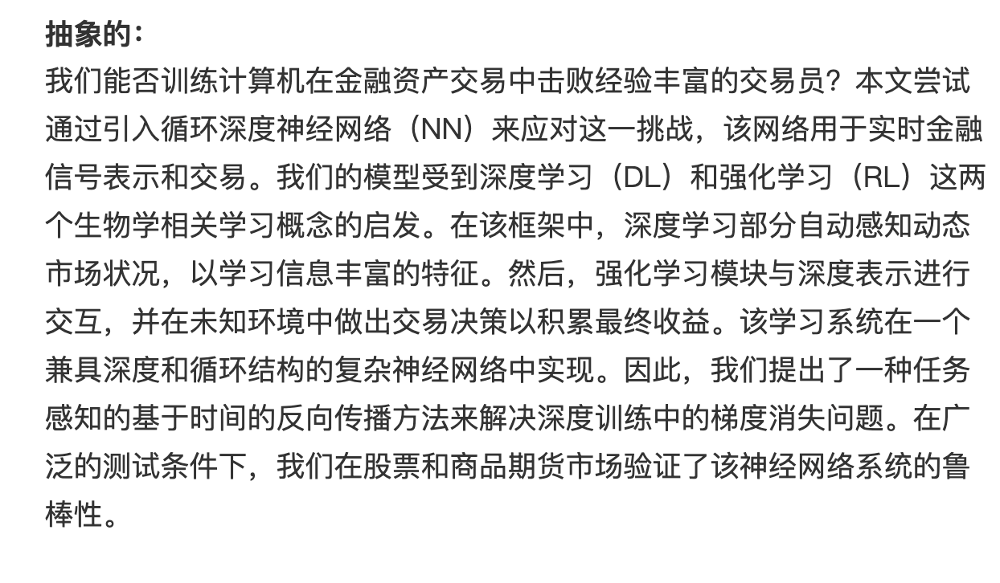 抽象的：
我们能否训练计算机在金融资产交易中击败经验丰富的交易员？本文尝试
通过引入循环深度神经网络（NN）来应对这一挑战，该网络用于实时金融
信号表示和交易。我们的模型受到深度学习（DL）和强化学习（RL）这两
个生物学相关学习概念的启发。在该框架中，深度学习部分自动感知动态
市场状况，以学习信息丰富的特征。然后，强化学习模块与深度表示进行
交互，并在未知环境中做出交易决策以积累最终收益。该学习系统在一个
兼具深度和循环结构的复杂神经网络中实现。因此，我们提出了一种任务
感知的基于时间的反向传播方法来解决深度训练中的梯度消失问题。在广
泛的测试条件下，我们在股票和商品期货市场验证了该神经网络系统的鲁
棒性。